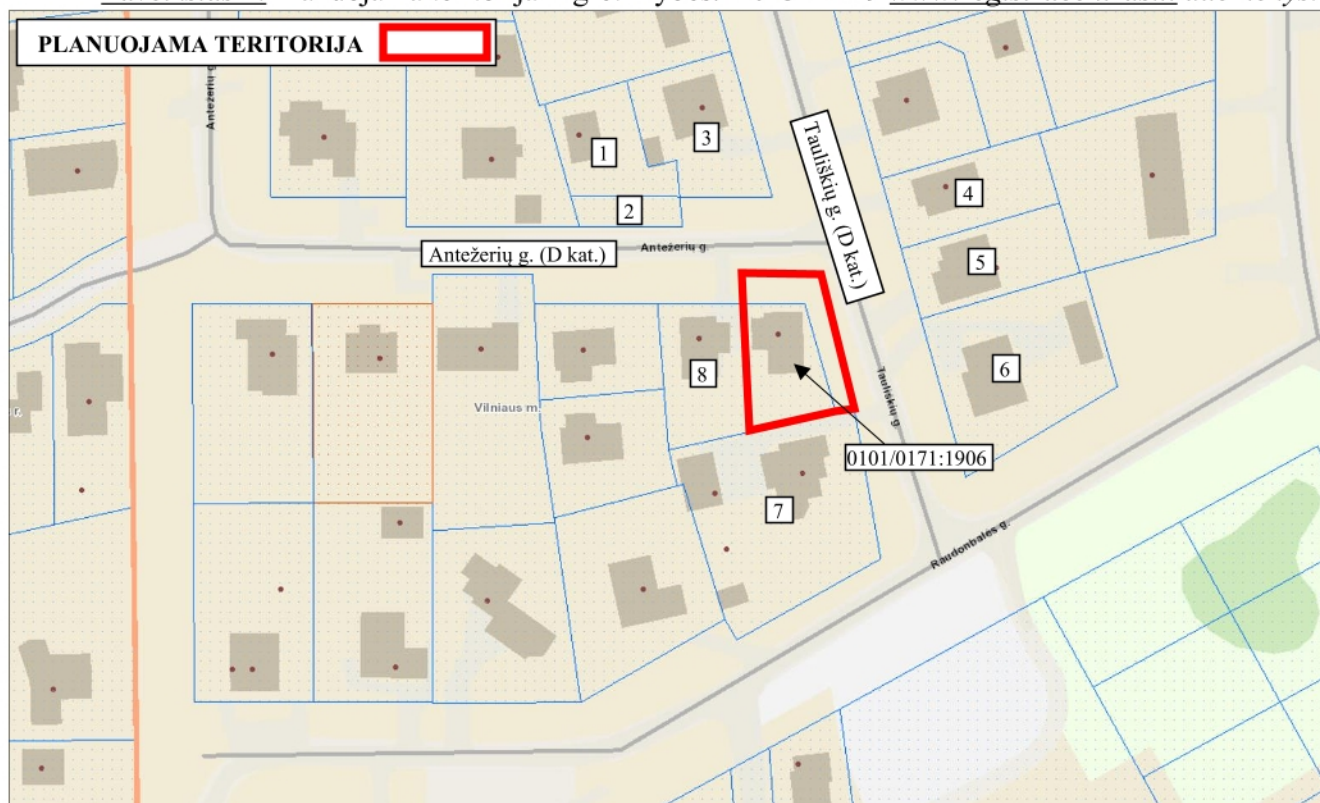 PLANUOJAMA TERITORIJA
Antežerių g.
1
3
2
4
5
6
7
8
Tauliškių g. (D kat.)
Antežerių g. (D kat.)
Antežerių g.
Vilniaus m.
Tauliškių g.
0101/0171:1906
Raudonbalės g.
r.